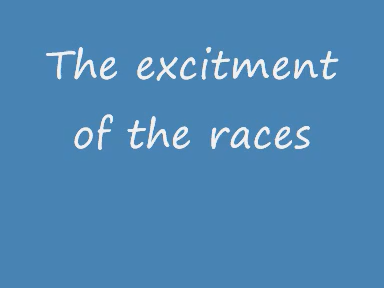 The excitment
of the races